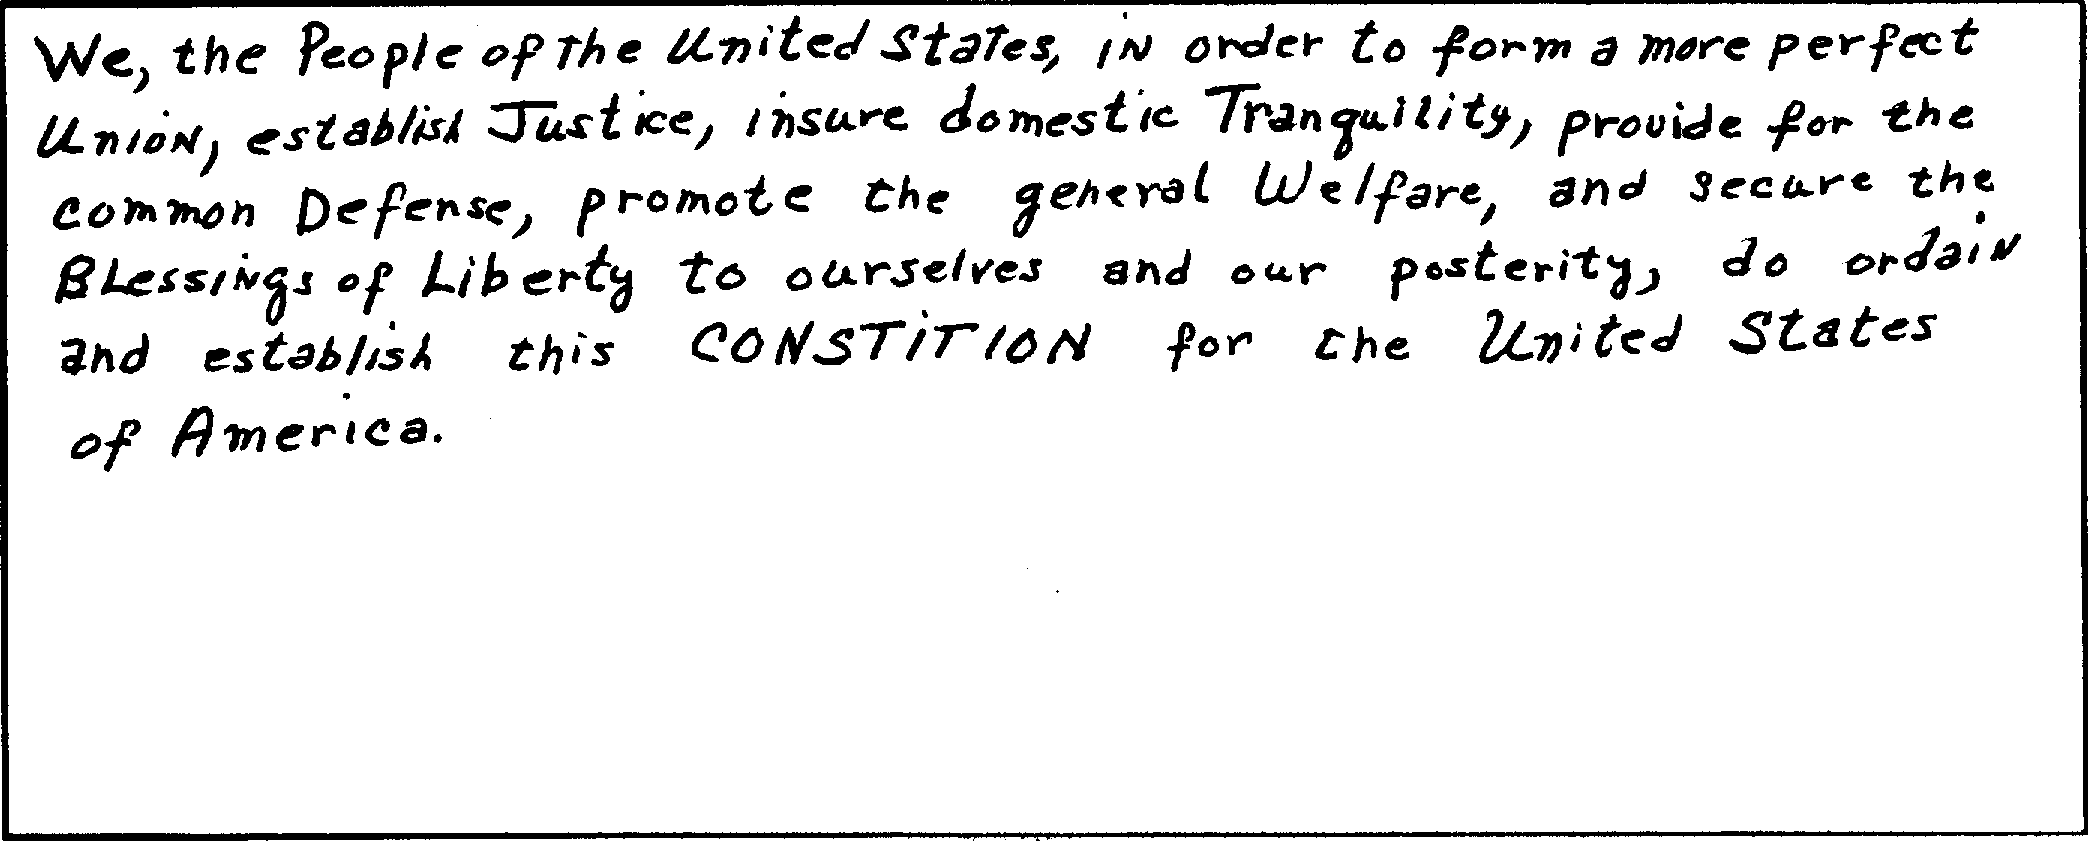 We, the People of the United States, in order to form a more perfect
Union, establish Justice, insure domestic Tranquility, provide for the
common Defense, promote the general Welfare, and secure the
Blessings of Liberty to ourselves and our posterity, do ordain
and establish this CONSTITION for the United States
of America.